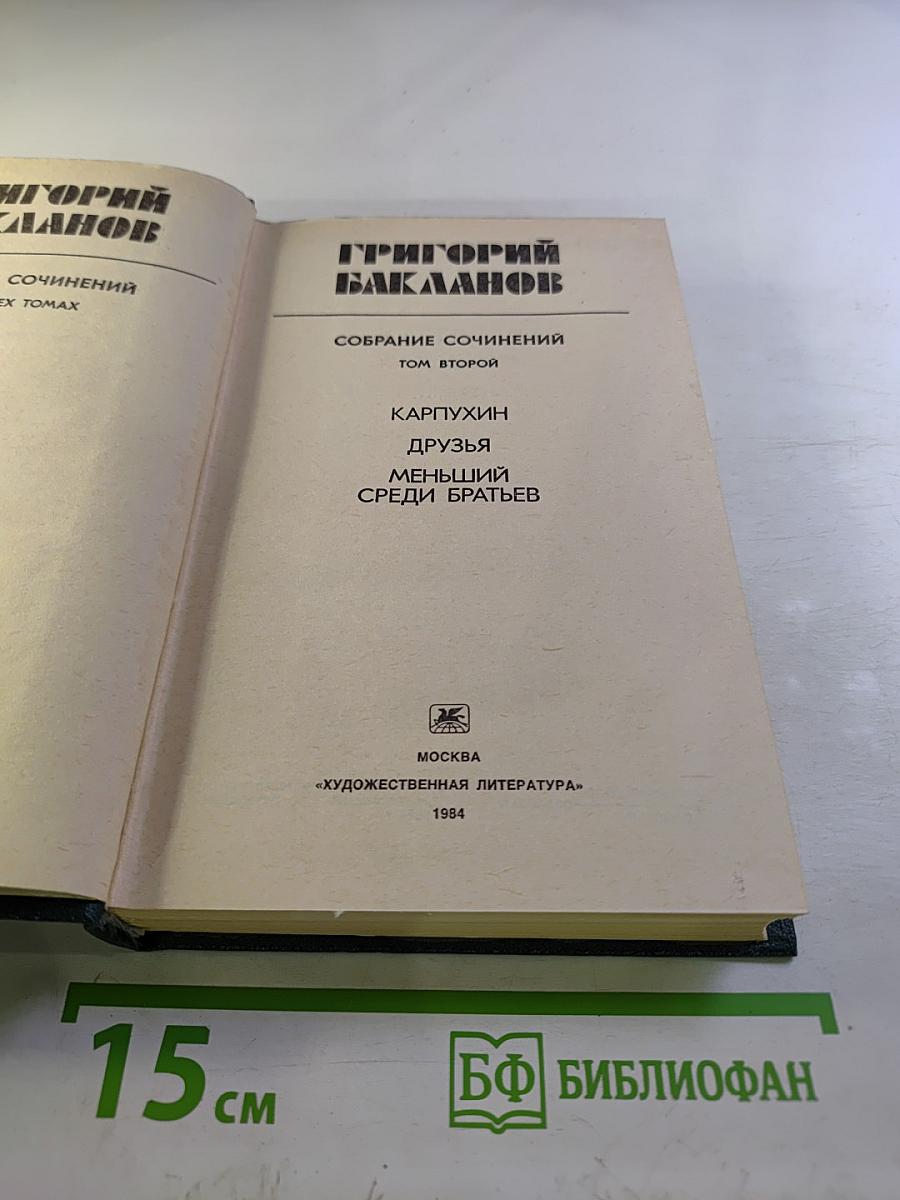 СОЧИНЕНИЙ
ТОМАХ
ГРИГОРИЙ
БАКЛАНОВ
СОБРАНИЕ СОЧИНЕНИЙ
ТОМ ВТОРОЙ
КАРПУХИН
ДРУЗЬЯ
МЕНЬШИЙ
СРЕДИ БРАТЬЕВ
МОСКВА
«ХУДОЖЕСТВЕННАЯ ЛИТЕРАТУРА»
1984
15 см
БФ БИБЛИОФАН